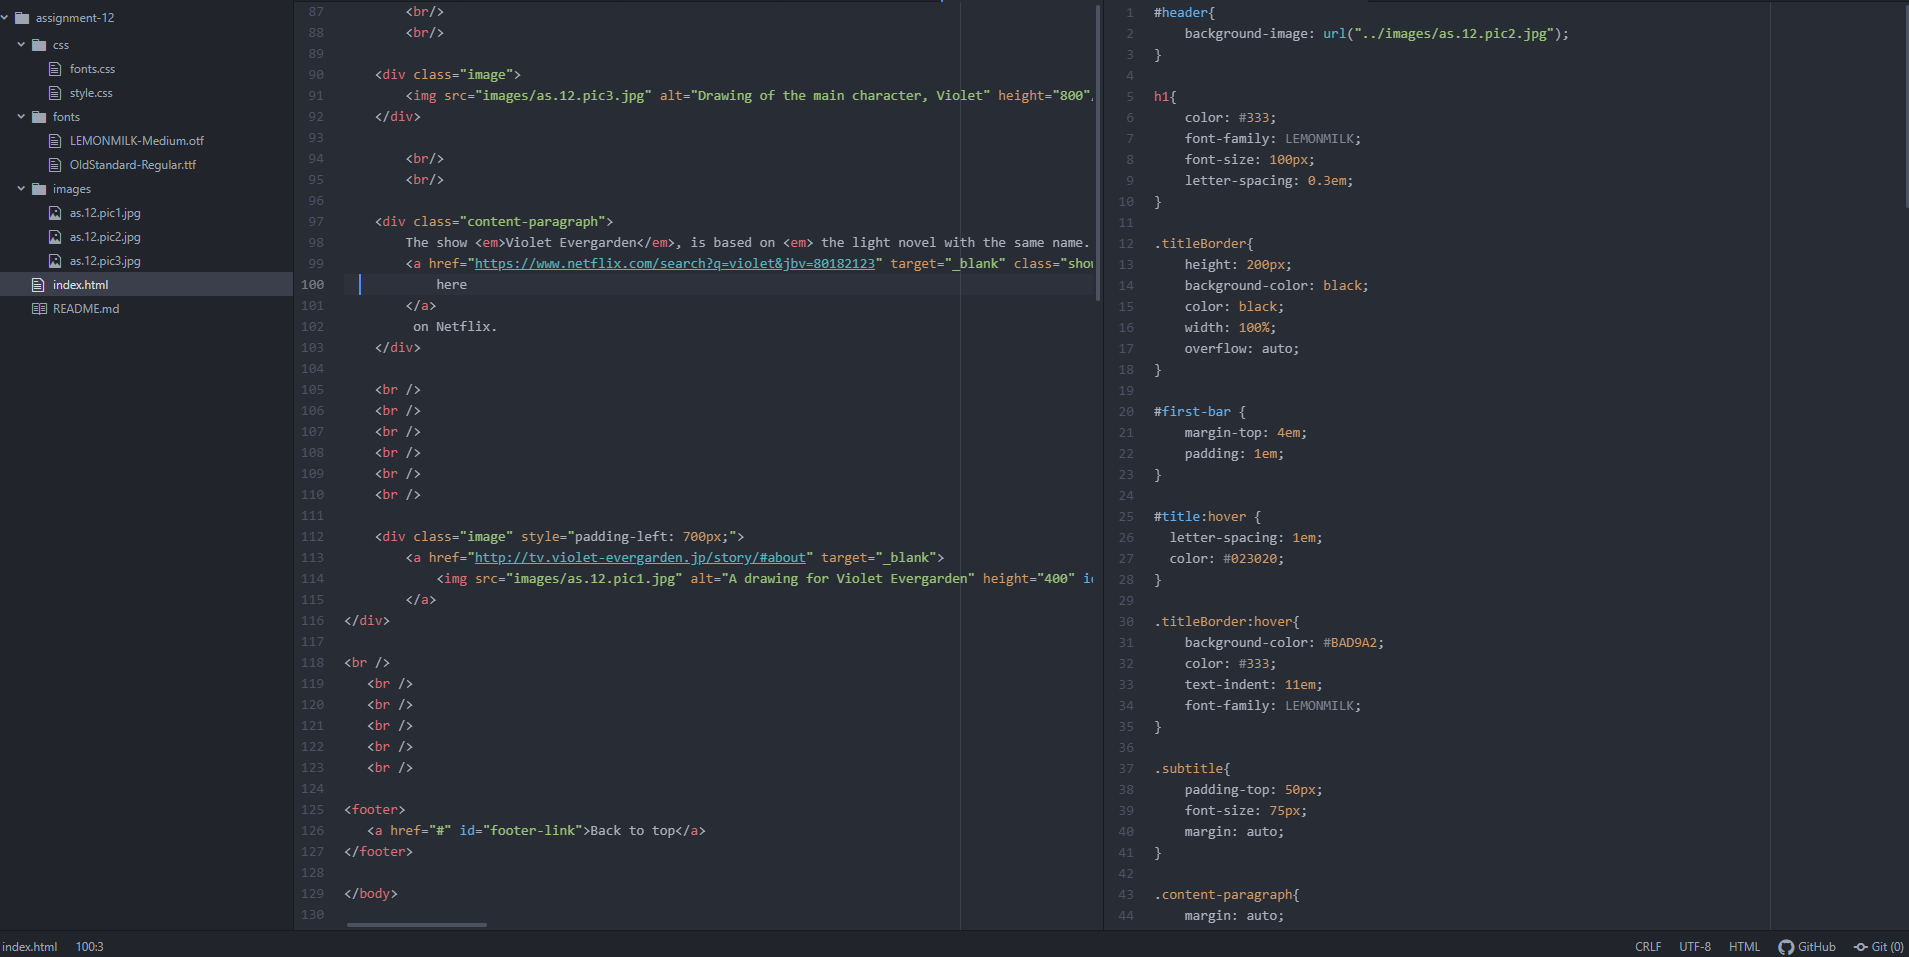 assignment-12
css
fonts.css
style.css
fonts
LEMONMILK-Medium.otf
OldStandard-Regular.ttf
images
as.12.pic1.jpg
as.12.pic2.jpg
as.12.pic3.jpg
index.html
README.md
87 <br/>
88 <br/>
89
90 <div class="image">
91 <img src="images/as.12.pic3.jpg" alt="Drawing of the main character, Violet" height="800"
92 </div>
93
94 <br/>
95 <br/>
96
97 <div class="content-paragraph">
98 The show <em>Violet Evergarden</em>, is based on <em> the light novel with the same name.
99 <a href="https://www.netflix.com/search?q=violet&jbv=80182123" target="_blank" class="show
100 here
101 </a>
102 on Netflix.
103 </div>
104
105 <br />
106 <br />
107 <br />
108 <br />
109 <br />
110 <br />
111
112 <div class="image" style="padding-left: 700px;">
113 <a href="http://tv.violet-evergarden.jp/story/#about" target="_blank">
114 <img src="images/as.12.pic1.jpg" alt="A drawing for Violet Evergarden" height="400" i
115 </a>
116 </div>
117
118 <br />
119 <br />
120 <br />
121 <br />
122 <br />
123 <br />
124
125 <footer>
126 <a href="#" id="footer-link">Back to top</a>
127 </footer>
128
129 </body>
130
1 #header{
2 background-image: url("../images/as.12.pic2.jpg");
3 }
4
5 h1{
6 color: #333;
7 font-family: LEMONMILK;
8 font-size: 100px;
9 letter-spacing: 0.3em;
10 }
11
12 .titleBorder{
13 height: 200px;
14 background-color: black;
15 color: black;
16 width: 100%;
17 overflow: auto;
18 }
19
20 #first-bar {
21 margin-top: 4em;
22 padding: 1em;
23 }
24
25 #title:hover {
26 letter-spacing: 1em;
27 color: #023020;
28 }
29
30 .titleBorder:hover{
31 background-color: #BAD9A2;
32 color: #333;
33 text-indent: 11em;
34 font-family: LEMONMILK;
35 }
36
37 .subtitle{
38 padding-top: 50px;
39 font-size: 75px;
40 margin: auto;
41 }
42
43 .content-paragraph{
44 margin: auto;
index.html 100:3
CRLF UTF-8 HTML GitHub Git (0)